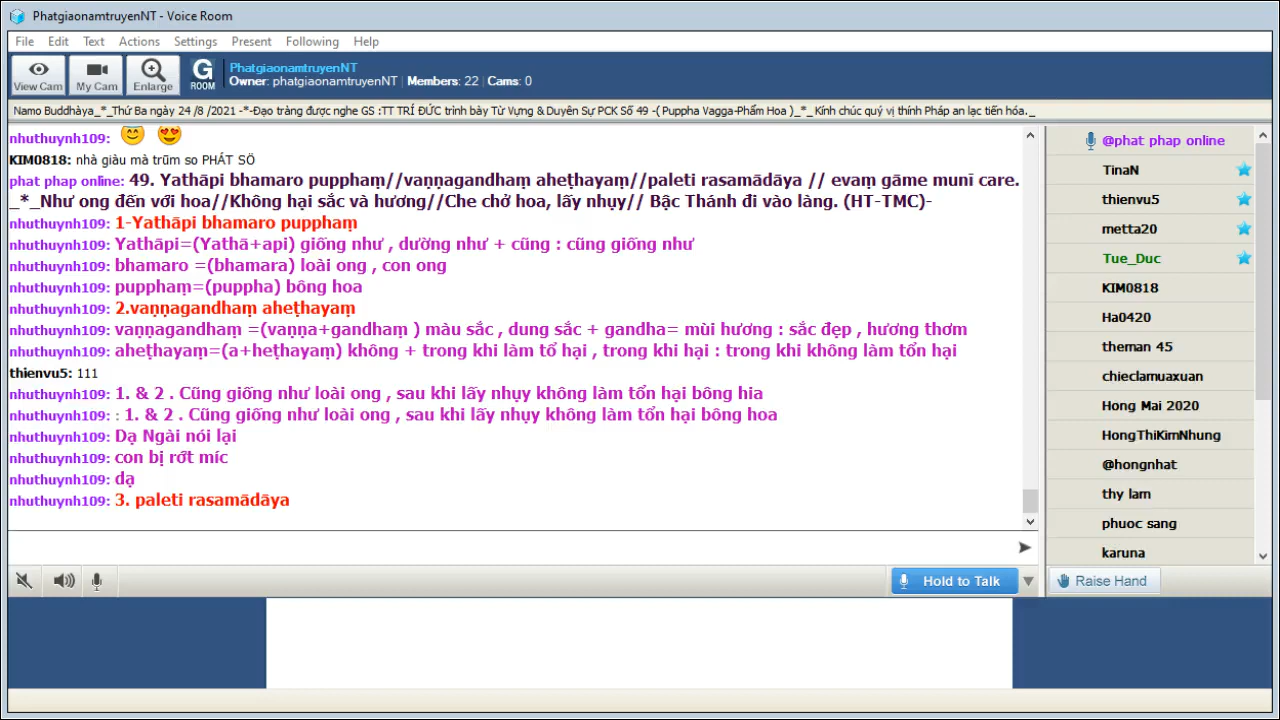 PhatgiaonamtruyenNT - Voice Room
File Edit Text Actions Settings Present Following Help
View Cam My Cam Enlarge G ROOM
PhatgiaonamtruyenNT
Owner: phatgiaonamtruyenNT | Members: 22 | Cams: 0
Namo Buddhàya_*_Thứ Ba ngày 24 /8 /2021 -*-Đạo tràng được nghe GS :TT TRÍ ĐỨC trình bày Từ Vựng & Duyên Sự PCK Số 49 -( Puppha Vagga-Phẩm Hoa )_*_Kính chúc quý vị thính Pháp an lạc tiến hóa._
nhuthuynh109:
KIM0818: nhà giàu mà trũm so PHÁT SÖ
phat phap online: 49. Yathāpi bhamaro pupphaṃ//vaṇṇagandhaṃ aheṭhayaṃ//paleti rasamādāya // evaṃ gāme munī care.
_*_Như ong đến với hoa//Không hại sắc và hương//Che chở hoa, lấy nhụy// Bậc Thánh đi vào làng. (HT-TMC)-
nhuthuynh109: 1-Yathāpi bhamaro pupphaṃ
nhuthuynh109: Yathāpi=(Yathā+api) giống như , dường như + cũng : cũng giống như
nhuthuynh109: bhamaro =(bhamara) loài ong , con ong
nhuthuynh109: pupphaṃ=(puppha) bông hoa
nhuthuynh109: 2.vaṇṇagandhaṃ aheṭhayaṃ
nhuthuynh109: vaṇṇagandhaṃ =(vaṇṇa+gandhaṃ ) màu sắc , dung sắc + gandha= mùi hương : sắc đẹp , hương thơm
nhuthuynh109: aheṭhayaṃ=(a+heṭhayaṃ) không + trong khi làm tổ hại , trong khi hại : trong khi không làm tổn hại
thienvu5: 111
nhuthuynh109: 1. & 2 . Cũng giống như loài ong , sau khi lấy nhụy không làm tổn hại bông hia
nhuthuynh109: : 1. & 2 . Cũng giống như loài ong , sau khi lấy nhụy không làm tổn hại bông hoa
nhuthuynh109: Dạ Ngài nói lại
nhuthuynh109: con bị rớt míc
nhuthuynh109: dạ
nhuthuynh109: 3. paleti rasamādāya
@phat phap online
TinaN
thienvu5
metta20
Tue_Duc
KIM0818
Ha0420
theman 45
chieclamuaxuan
Hong Mai 2020
HongThiKimNhung
@hongnhat
thy lam
phuoc sang
karuna
Hold to Talk
Raise Hand